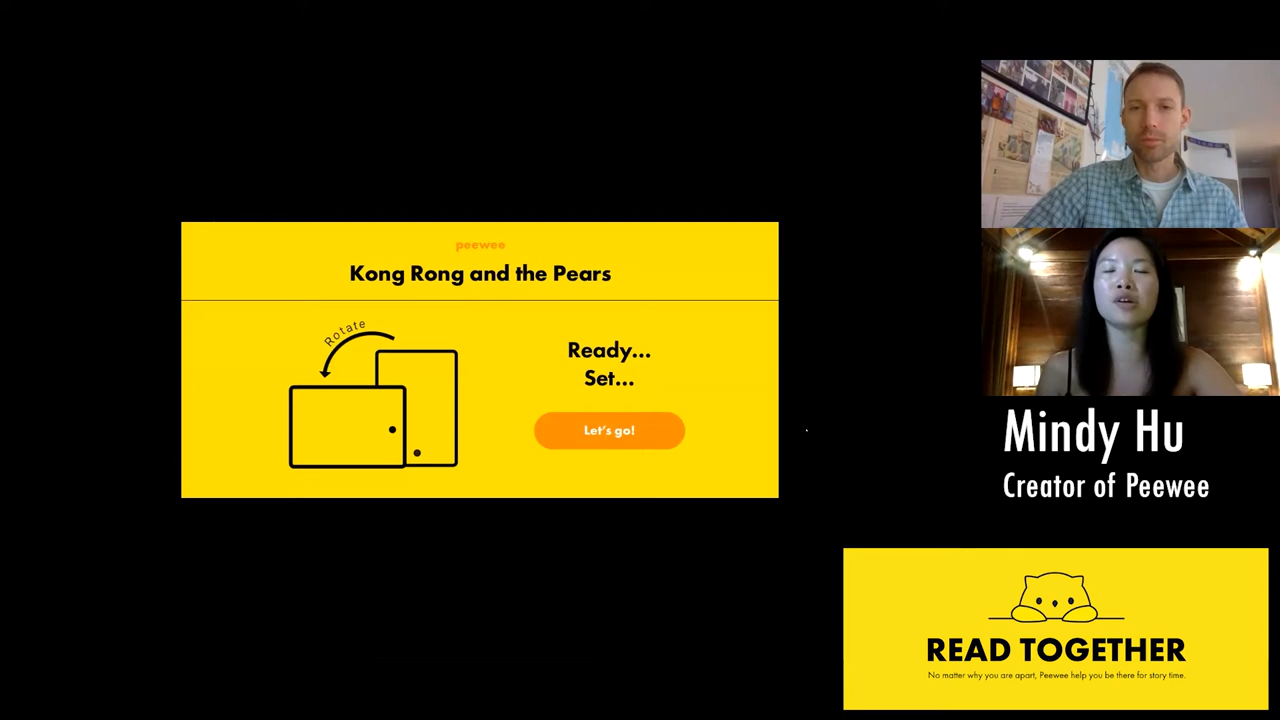 peewee
Kong Rong and the Pears
Rotate
Ready...
Set...
Let's go!
Mindy Hu
Creator of Peewee
READ TOGETHER
No matter why you are apart, Peewee help you be there for story time.